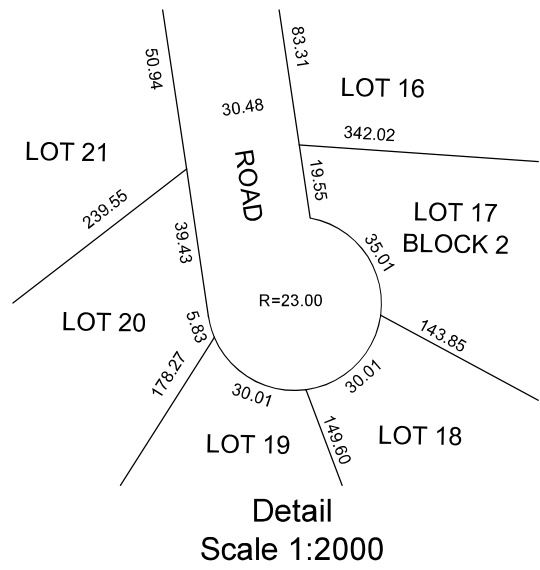 50.94
83.31
LOT 16
30.48
342.02
LOT 21
ROAD
19.55
239.55
LOT 17
BLOCK 2
39.43
35.01
R=23.00
LOT 20
5.83
143.85
178.27
30.01
30.01
LOT 19
149.60
LOT 18
Detail
Scale 1:2000